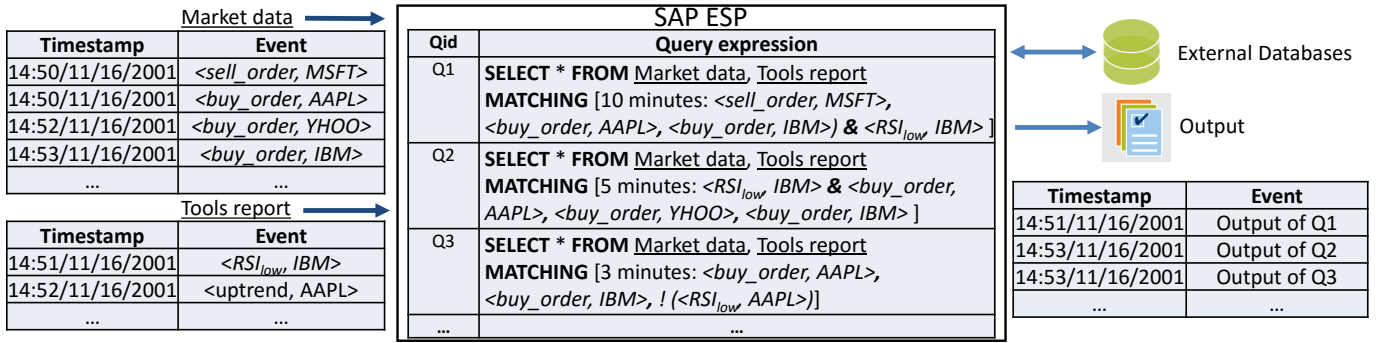 Market data
Timestamp Event
14:50/11/16/2001 <sell_order, MSFT>
14:50/11/16/2001 <buy_order, AAPL>
14:52/11/16/2001 <buy_order, YHOO>
14:53/11/16/2001 <buy_order, IBM>
... ...
Tools report
Timestamp Event
14:51/11/16/2001 <RSIlow, IBM>
14:52/11/16/2001 <uptrend, AAPL>
... ...
SAP ESP
Qid Query expression
Q1 SELECT * FROM Market data, Tools report
MATCHING [10 minutes: <sell_order, MSFT>,
<buy_order, AAPL>, <buy_order, IBM>) & <RSIlow, IBM> ]
Q2 SELECT * FROM Market data, Tools report
MATCHING [5 minutes: <RSIlow, IBM> & <buy_order,
AAPL>, <buy_order, YHOO>, <buy_order, IBM> ]
Q3 SELECT * FROM Market data, Tools report
MATCHING [3 minutes: <buy_order, AAPL>,
<buy_order, IBM>, ! (<RSIlow, AAPL>)]
... ...
External Databases
Output
Timestamp Event
14:51/11/16/2001 Output of Q1
14:53/11/16/2001 Output of Q2
14:53/11/16/2001 Output of Q3
... ...